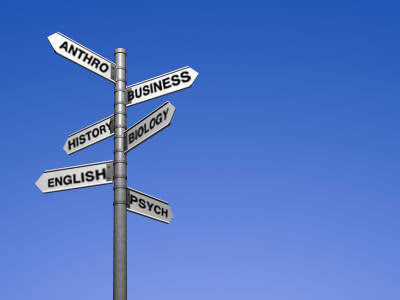 ANTHRO
BUSINESS
HISTORY
BIOLOGY
ENGLISH
PSYCH